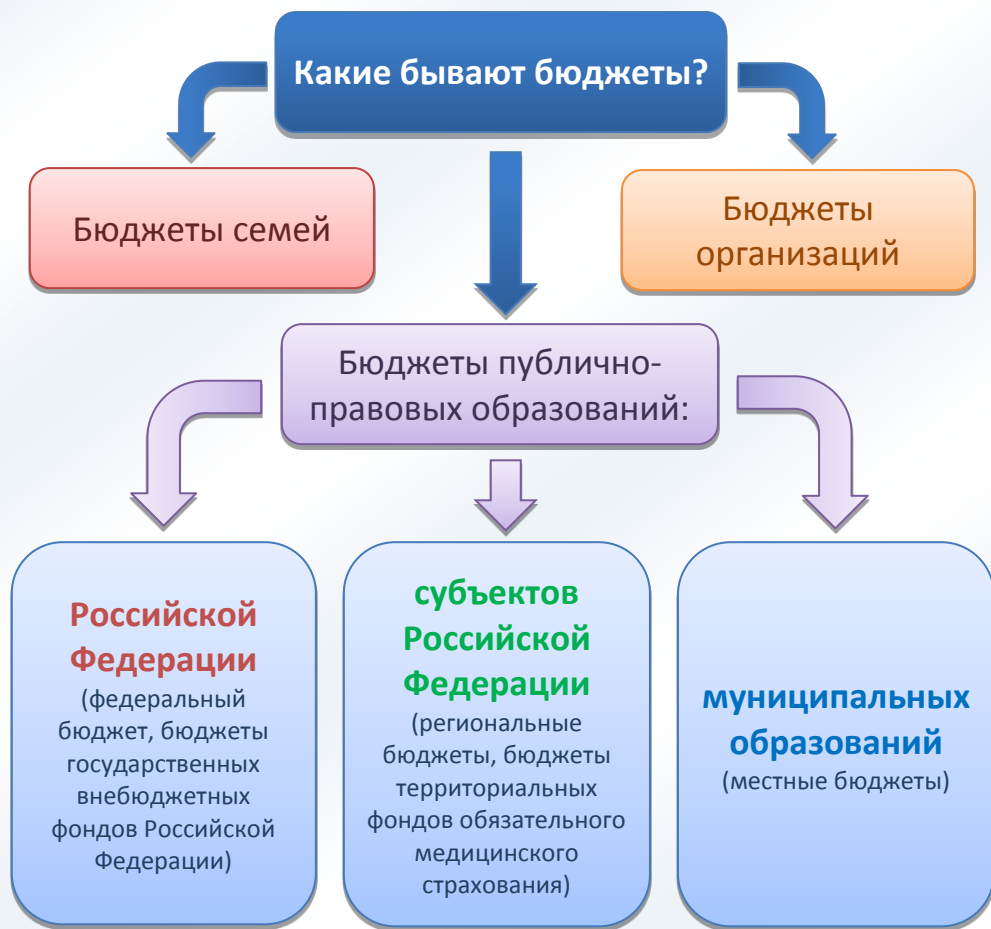 Какие бывают бюджеты?
Бюджеты семей
Бюджеты
организаций
Бюджеты публично-
правовых образований:
Российской
Федерации
(федеральный
бюджет, бюджеты
государственных
внебюджетных
фондов Российской
Федерации)
субъектов
Российской
Федерации
(региональные
бюджеты, бюджеты
территориальных
фондов обязательного
медицинского
страхования)
муниципальных
образований
(местные бюджеты)